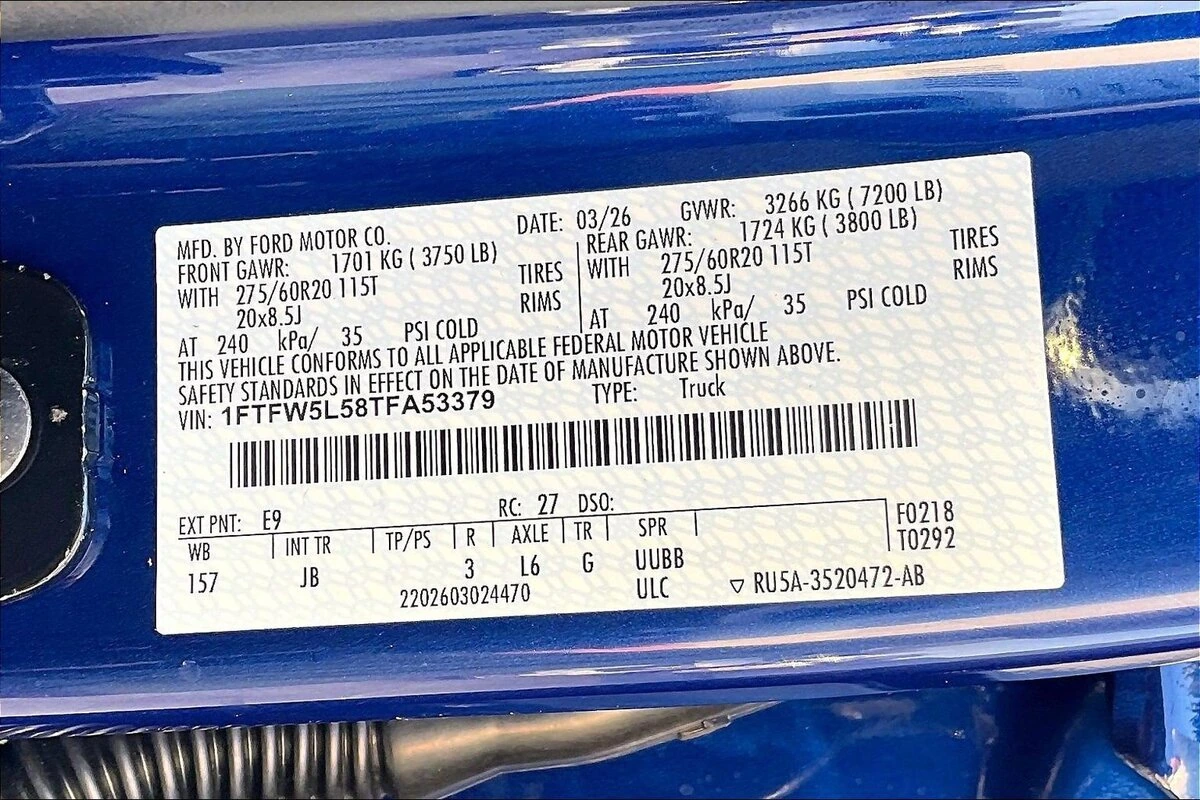 MFD. BY FORD MOTOR CO. DATE: 03/26 GVWR: 3266 KG ( 7200 LB)
FRONT GAWR: 1701 KG ( 3750 LB) REAR GAWR: 1724 KG ( 3800 LB)
WITH 275/60R20 115T TIRES WITH 275/60R20 115T TIRES
20x8.5J RIMS 20x8.5J RIMS
AT 240 kPa/ 35 PSI COLD AT 240 kPa/ 35 PSI COLD
THIS VEHICLE CONFORMS TO ALL APPLICABLE FEDERAL MOTOR VEHICLE
SAFETY STANDARDS IN EFFECT ON THE DATE OF MANUFACTURE SHOWN ABOVE.
VIN: 1FTFW5L58TFA53379 TYPE: Truck
EXT PNT: E9 RC: 27 DSO:
WB INT TR TP/PS R AXLE TR SPR F0218
157 JB 3 L6 G UUBB T0292
2202603024470 ULC ▽ RU5A-3520472-AB